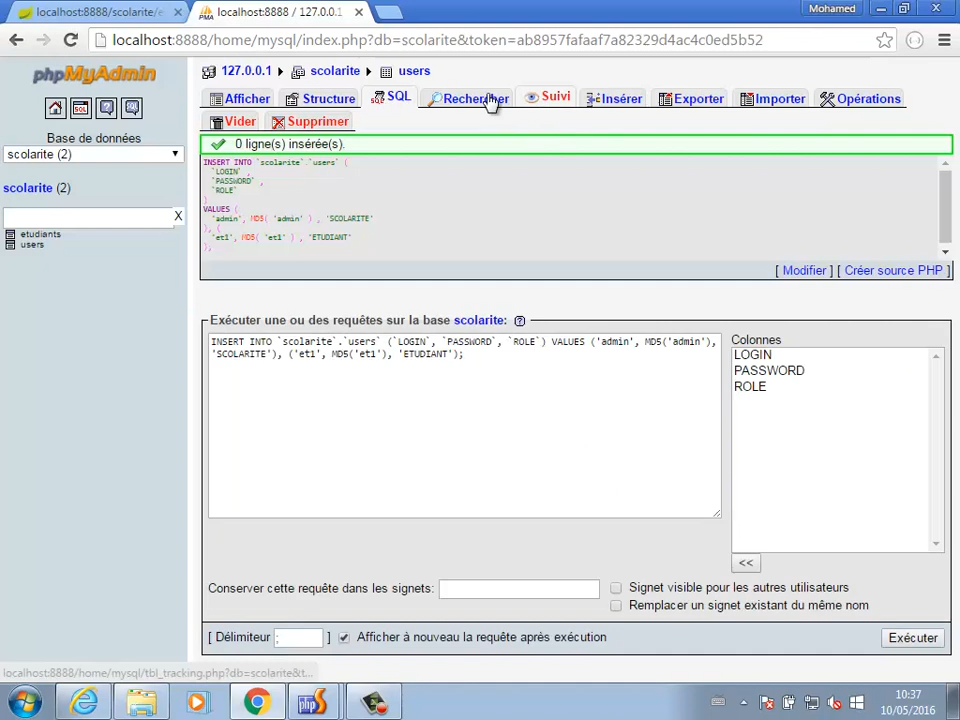 localhost:8888/scolarite/e
localhost:8888 / 127.0.0.1
Mohamed
localhost:8888/home/mysql/index.php?db=scolarite&token=ab8957fafaaf7a82329d4ac4c0ed5b52
phpMyAdmin
Base de données
scolarite (2)
scolarite (2)
X
etudiants
users
127.0.0.1 scolarite users
Afficher Structure SQL Rechercher Suivi Insérer Exporter Importer Opérations
Vider Supprimer
0 ligne(s) insérée(s).
INSERT INTO `scolarite`.`users` (
`LOGIN` ,
`PASSWORD` ,
`ROLE`
)
VALUES (
'admin', MD5( 'admin' ) , 'SCOLARITE'
), (
'et1', MD5( 'et1' ) , 'ETUDIANT'
);
[ Modifier ] [ Créer source PHP ]
Exécuter une ou des requêtes sur la base scolarite:
INSERT INTO `scolarite`.`users` (`LOGIN`, `PASSWORD`, `ROLE`) VALUES ('admin', MD5('admin'),
'SCOLARITE'), ('et1', MD5('et1'), 'ETUDIANT');
Colonnes
LOGIN
PASSWORD
ROLE
<<
Conserver cette requête dans les signets:
Signet visible pour les autres utilisateurs
Remplacer un signet existant du même nom
[ Délimiteur ; ] Afficher à nouveau la requête après exécution
Exécuter
localhost:8888/home/mysql/tbl_tracking.php?db=scolarite&t...
10:37
10/05/2016